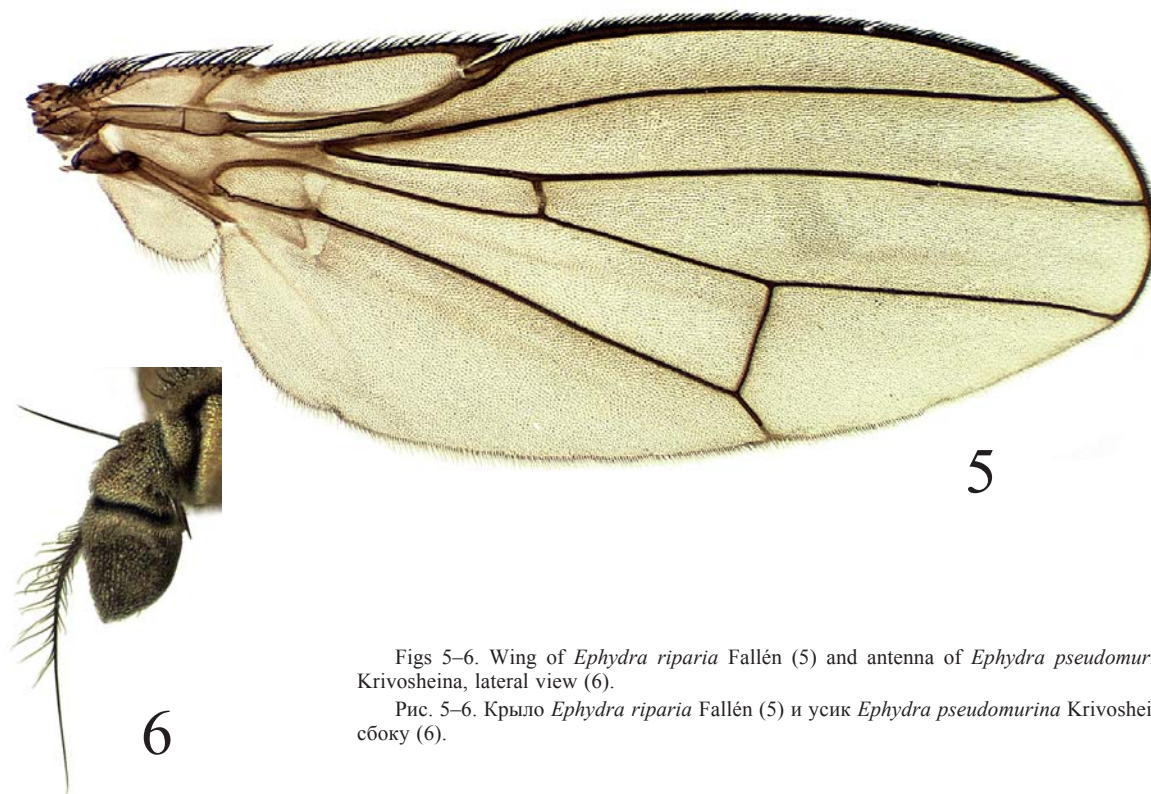 5
6
Figs 5–6. Wing of Ephydra riparia Fallén (5) and antenna of Ephydra pseudomuri
Krivosheina, lateral view (6).
Рис. 5–6. Крыло Ephydra riparia Fallén (5) и усик Ephydra pseudomurina Krivoshei
сбоку (6).